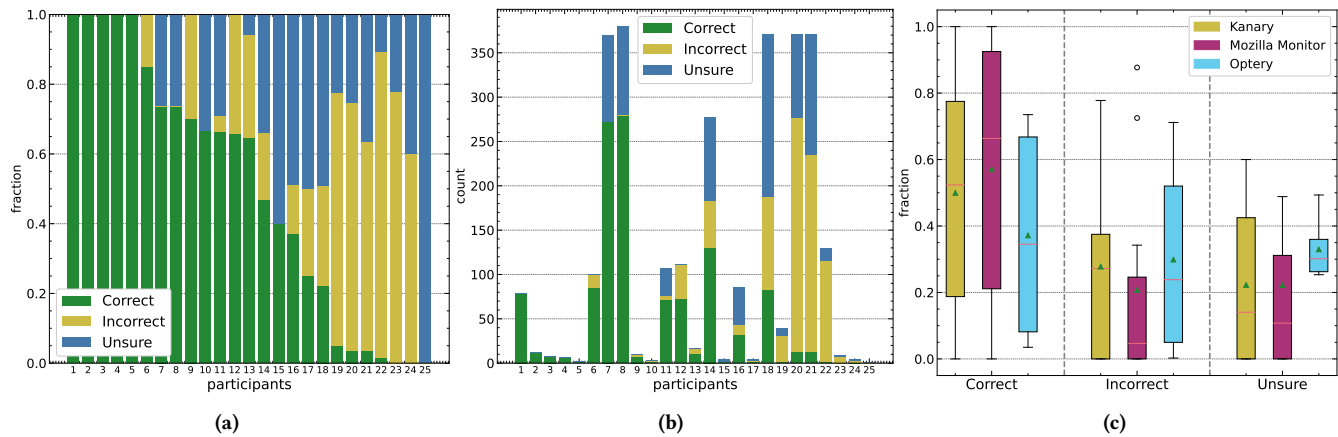 1.0
0.8
0.6
0.4
0.2
0.0
fraction
Correct
Incorrect
Unsure
1 2 3 4 5 6 7 8 9 10 11 12 13 14 15 16 17 18 19 20 21 22 23 24 25
participants
(a)
350
300
250
200
150
100
50
0
count
Correct
Incorrect
Unsure
1 2 3 4 5 6 7 8 9 10 11 12 13 14 15 16 17 18 19 20 21 22 23 24 25
participants
(b)
1.0
0.8
0.6
0.4
0.2
0.0
fraction
Kanary
Mozilla Monitor
Optery
Correct Incorrect Unsure
(c)